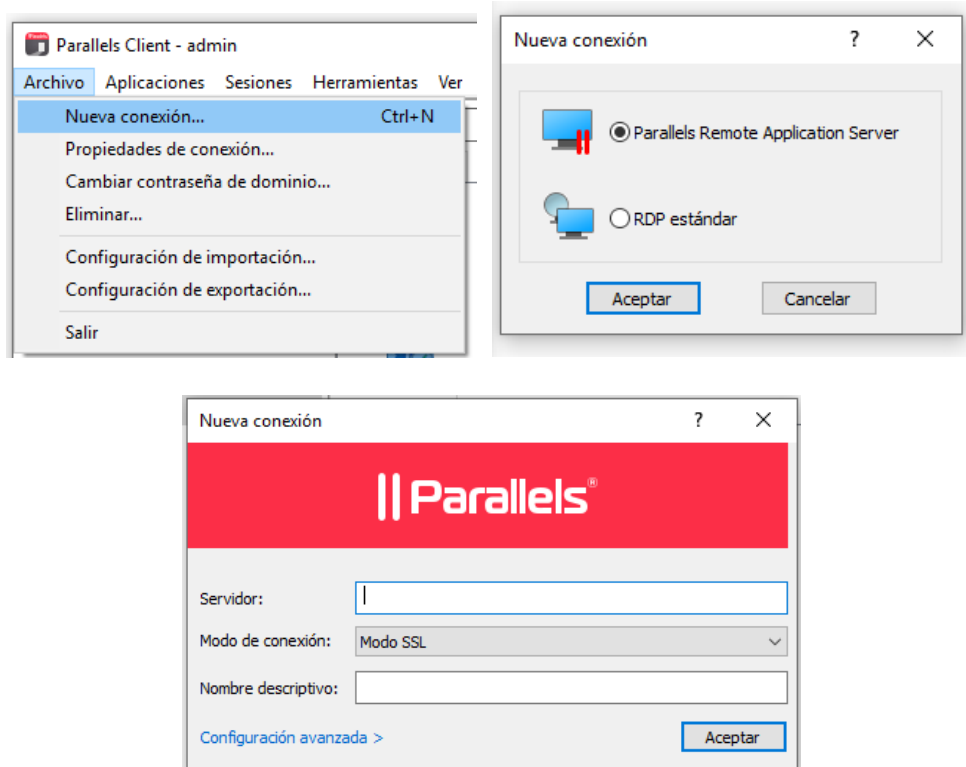 Parallels Client - admin
Archivo Aplicaciones Sesiones Herramientas Ver
Nueva conexión... Ctrl+N
Propiedades de conexión...
Cambiar contraseña de dominio...
Eliminar...
Configuración de importación...
Configuración de exportación...
Salir
Nueva conexión ?
Parallels Remote Application Server
RDP estándar
Aceptar Cancelar
Nueva conexión ?
Parallels®
Servidor:
Modo de conexión: Modo SSL
Nombre descriptivo:
Configuración avanzada > Aceptar